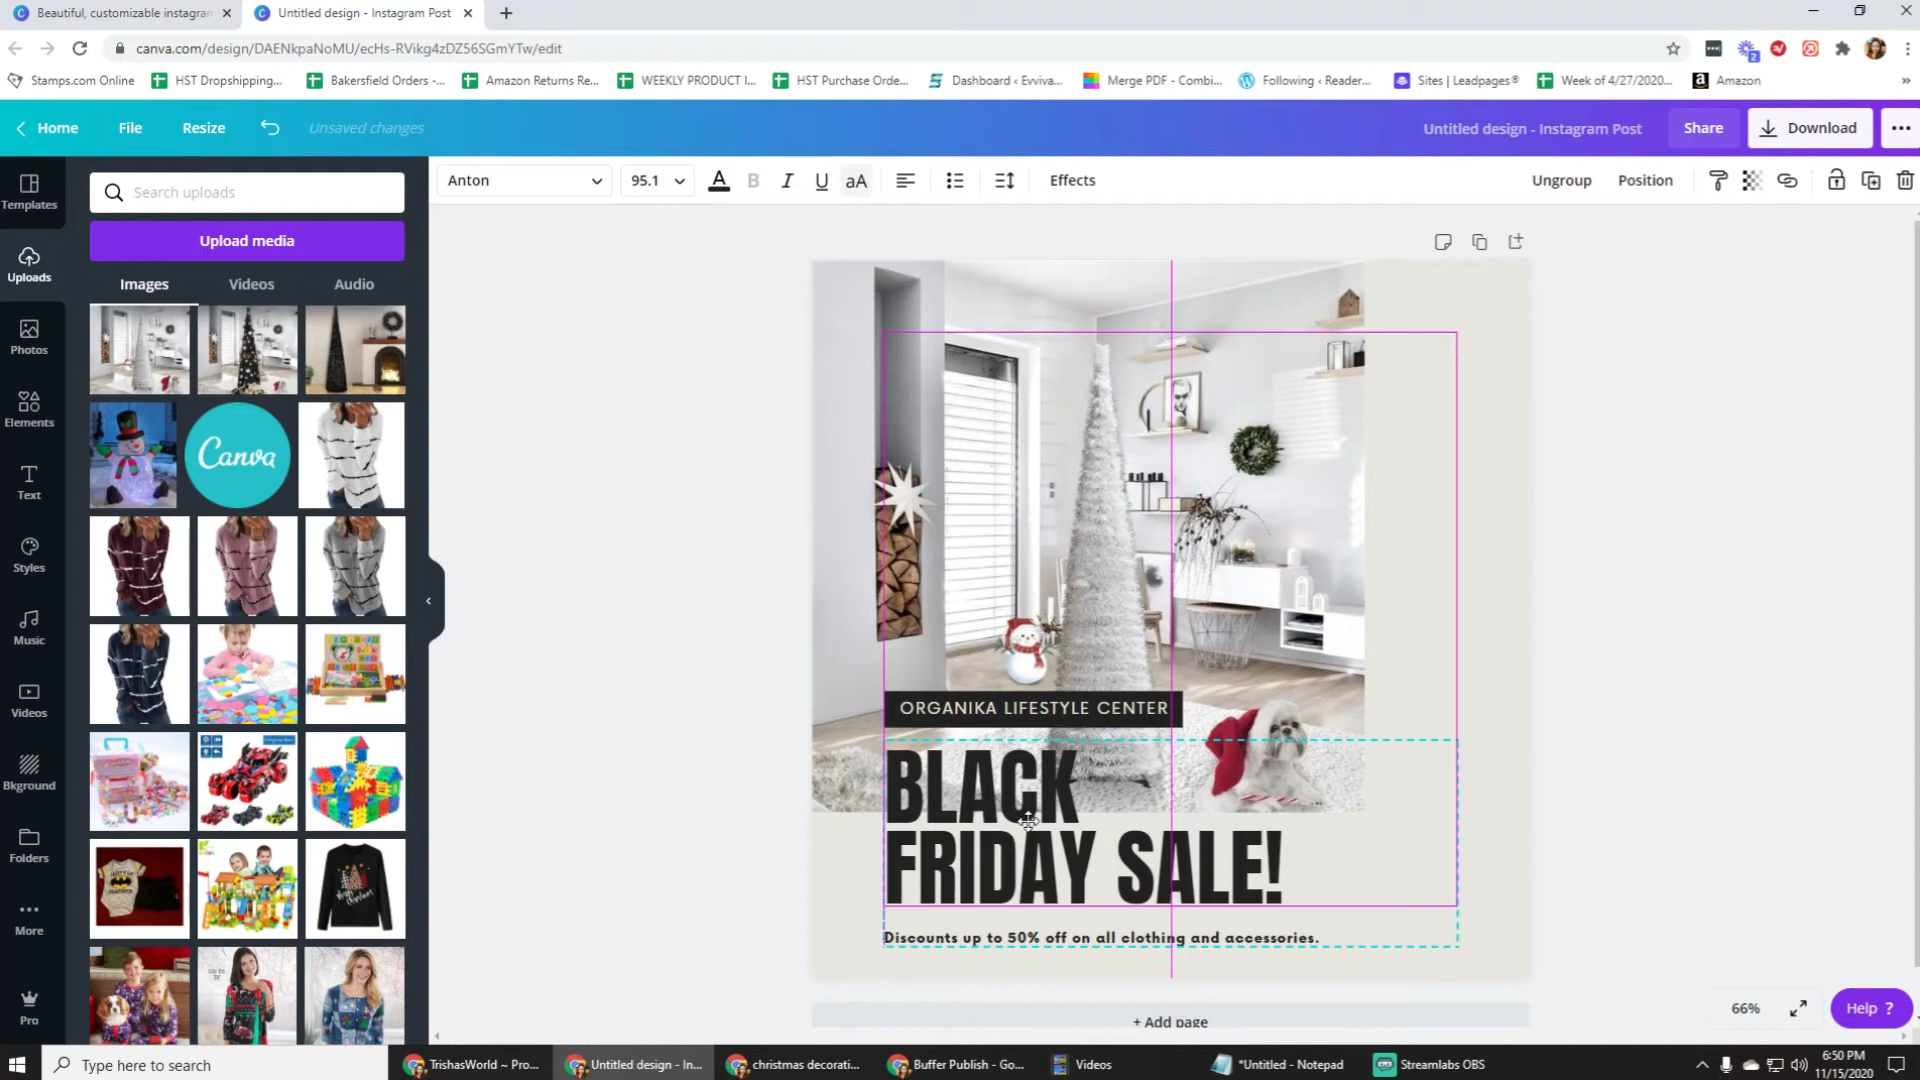 Beautiful, customizable instagran
Untitled design - Instagram Post
canva.com/design/DAENkpaNoMU/ecHs-RVikg4zDZ56SGmYTw/edit
2
Stamps.com Online
HST Dropshipping...
Bakersfield Orders -...
Amazon Returns Re...
WEEKLY PRODUCT I...
HST Purchase Orde...
Dashboard ‹ Evviva...
Merge PDF - Combi...
Following ‹ Reader...
Sites | Leadpages®
Week of 4/27/2020...
Amazon
»
Home
File
Resize
Unsaved changes
Untitled design - Instagram Post
Share
Download
Templates
Uploads
Photos
Elements
Text
Styles
Music
Videos
Bkground
Folders
More
Pro
Search uploads
Upload media
Images
Videos
Audio
Canva
Anton
95.1
A
B
I
U
aA
Effects
Ungroup
Position
ORGANIKA LIFESTYLE CENTER
BLACK
FRIDAY SALE!
Discounts up to 50% off on all clothing and accessories.
+ Add page
66%
Help ?
Type here to search
TrishasWorld ~ Pro...
Untitled design - In...
christmas decorati...
Buffer Publish - Go...
Videos
*Untitled - Notepad
Streamlabs OBS
6:50 PM
11/15/2020